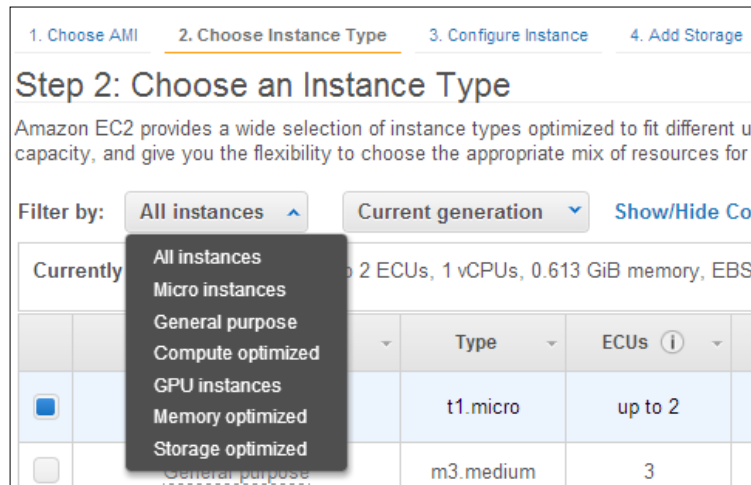 1. Choose AMI 2. Choose Instance Type 3. Configure Instance 4. Add Storage
Step 2: Choose an Instance Type
Amazon EC2 provides a wide selection of instance types optimized to fit different u
capacity, and give you the flexibility to choose the appropriate mix of resources for
Filter by: All instances Current generation Show/Hide Co
All instances
Currently 2 ECUs, 1 vCPUs, 0.613 GiB memory, EBS
Micro instances
General purpose
Compute optimized
Type ECUs i
GPU instances
Memory optimized
t1.micro up to 2
Storage optimized
General purpose m3.medium 3